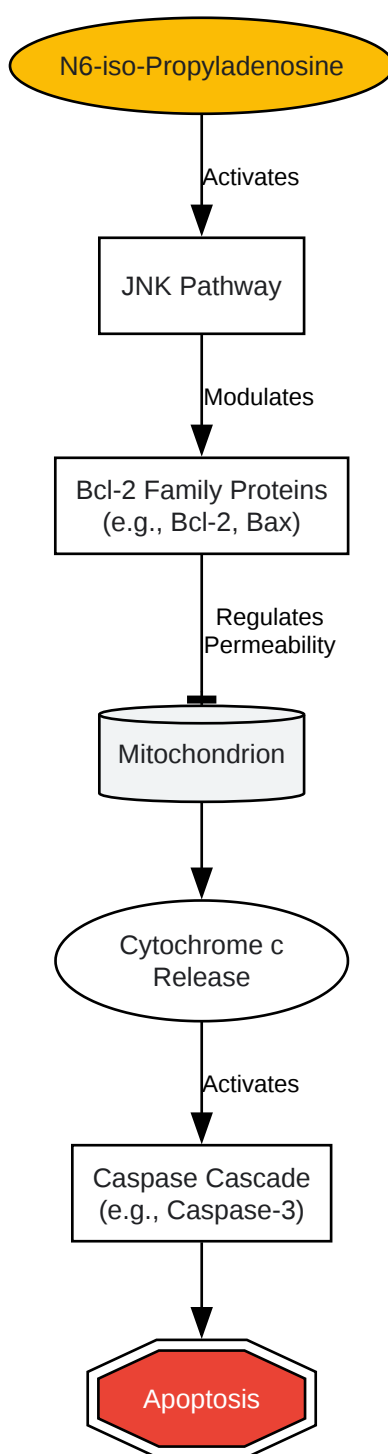 N6-iso-Propyladenosine
Activates
JNK Pathway
Modulates
Bcl-2 Family Proteins
(e.g., Bcl-2, Bax)
Regulates
Permeability
Mitochondrion
Cytochrome c
Release
Activates
Caspase Cascade
(e.g., Caspase-3)
Apoptosis